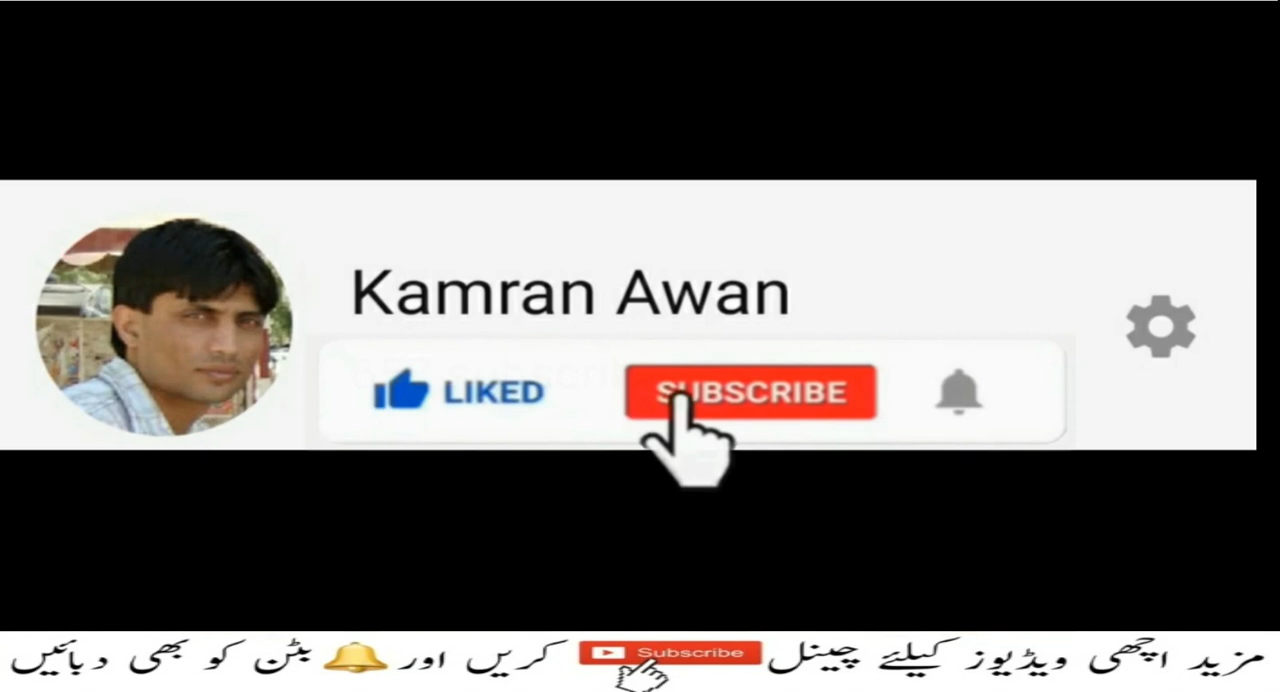 Kamran Awan
LIKED SUBSCRIBE
مزید اچھی ویڈیوز کیلئے چینل Subscribe کریں اور 🔔 بٹن کو بھی دبائیں